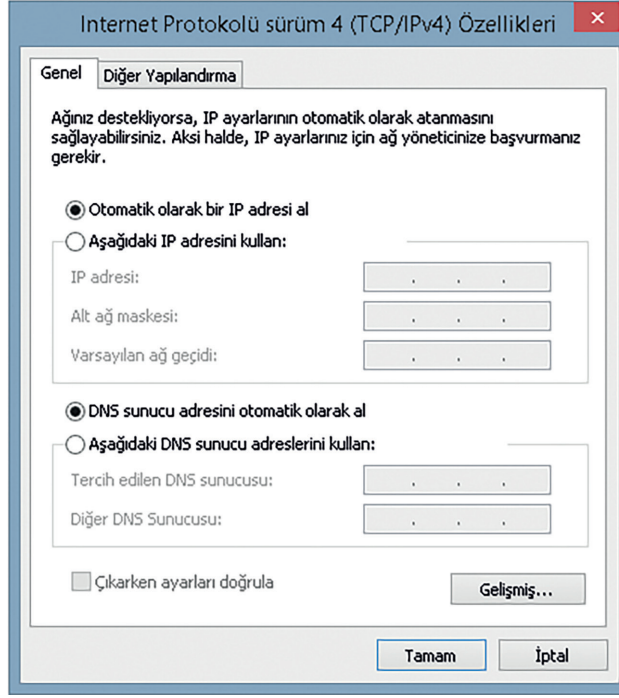 Internet Protokolü sürüm 4 (TCP/IPv4) Özellikleri
Genel
Diğer Yapılandırma
Ağınız destekliyorsa, IP ayarlarının otomatik olarak atanmasını
sağlayabilirsiniz. Aksi halde, IP ayarlarınız için ağ yöneticinize başvurmanız
gerekir.
Otomatik olarak bir IP adresi al
Aşağıdaki IP adresini kullan:
IP adresi:
Alt ağ maskesi:
Varsayılan ağ geçidi:
DNS sunucu adresini otomatik olarak al
Aşağıdaki DNS sunucu adreslerini kullan:
Tercih edilen DNS sunucusu:
Diğer DNS Sunucusu:
Çıkarken ayarları doğrula
Gelişmiş...
Tamam
İptal